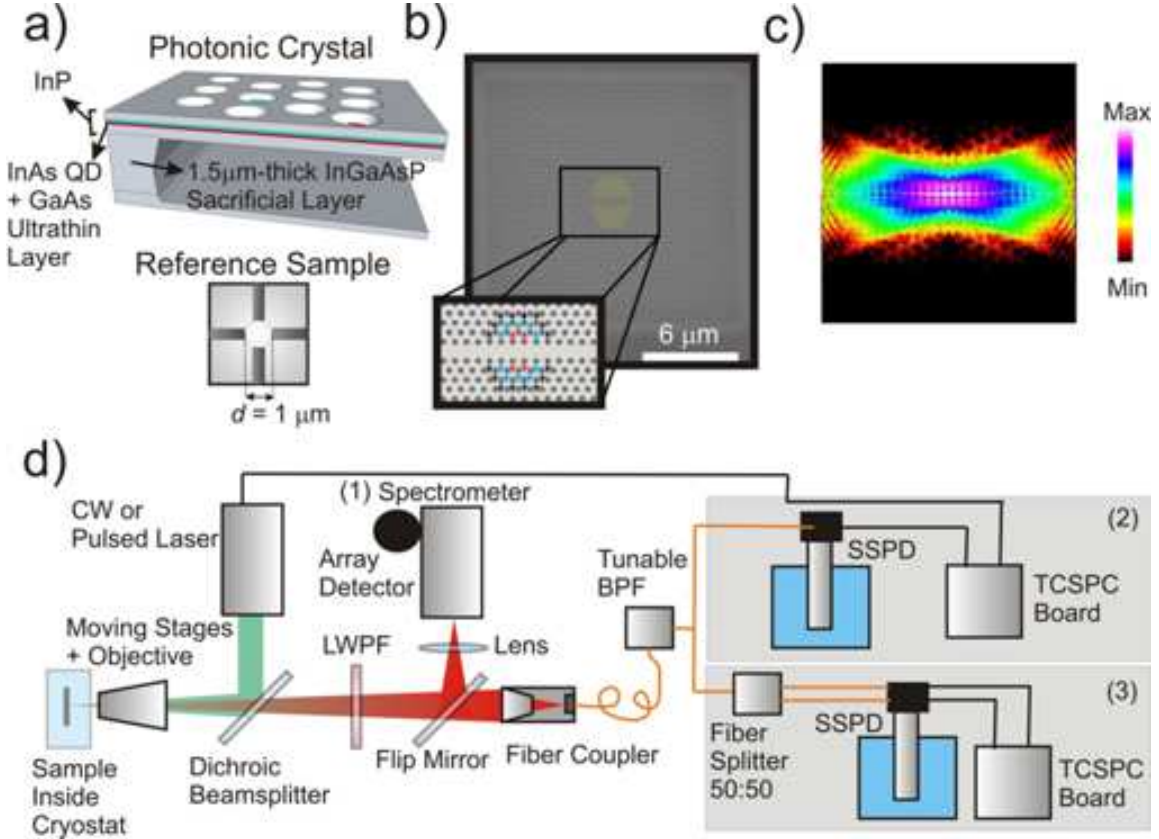 a)
Photonic Crystal
InP
InAs QD
+ GaAs
Ultrathin
Layer
1.5μm-thick InGaAsP
Sacrificial Layer
Reference Sample
d = 1 μm
b)
6 μm
c)
Max
Min
d)
CW or
Pulsed Laser
(1) Spectrometer
Array
Detector
Moving Stages
+ Objective
LWPF
Lens
Tunable
BPF
Sample
Inside
Cryostat
Dichroic
Beamsplitter
Flip Mirror
Fiber Coupler
(2)
SSPD
TCSPC
Board
(3)
Fiber
Splitter
50:50
SSPD
TCSPC
Board